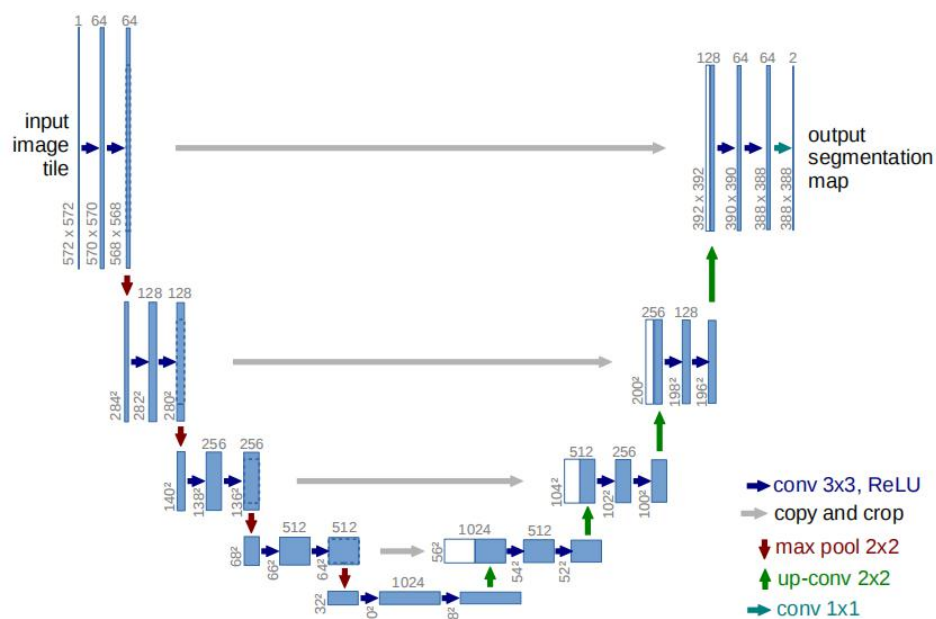 1 64 64
128 64 64 2
input
image
tile
output
segmentation
map
572 x 572
570 x 570
568 x 568
392 x 392
390 x 390
388 x 388
388 x 388
128 128
256 128
284²
282²
280²
200²
198²
196²
256 256
512 256
140²
138²
136²
104²
102²
100²
512 512
1024 512
68²
66²
64²
56²
54²
52²
1024
32²
0²
8²
conv 3x3, ReLU
copy and crop
max pool 2x2
up-conv 2x2
conv 1x1